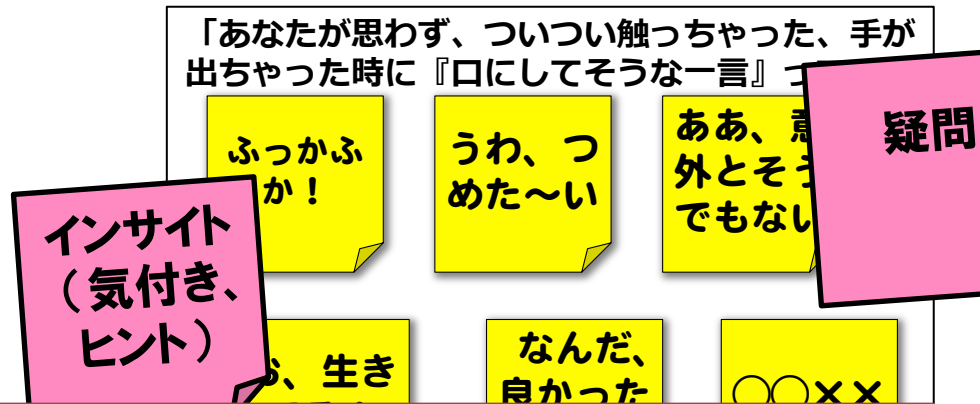 「あなたが思わず、ついつい触っちゃった、手が
出ちゃった時に『口にしてそうな一言』っ
ふっかふ
か！
うわ、つ
めた～い
ああ、意
外とそう
でもない
疑問
インサイト
（気付き、
ヒント）
、生き
なんだ、
良かった
○○××